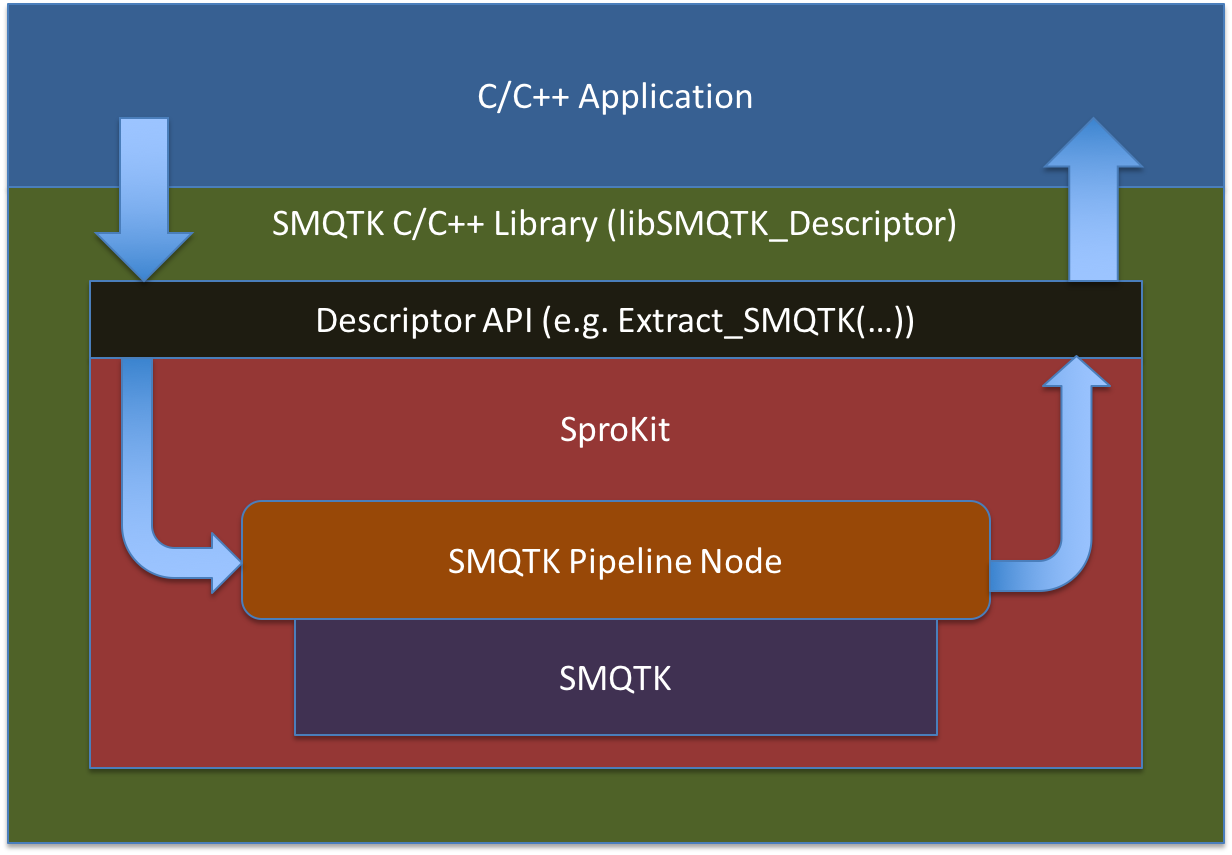 C/C++ Application
SMQTK C/C++ Library (libSMQTK_Descriptor)
Descriptor API (e.g. Extract_SMQTK(...))
SproKit
SMQTK Pipeline Node
SMQTK